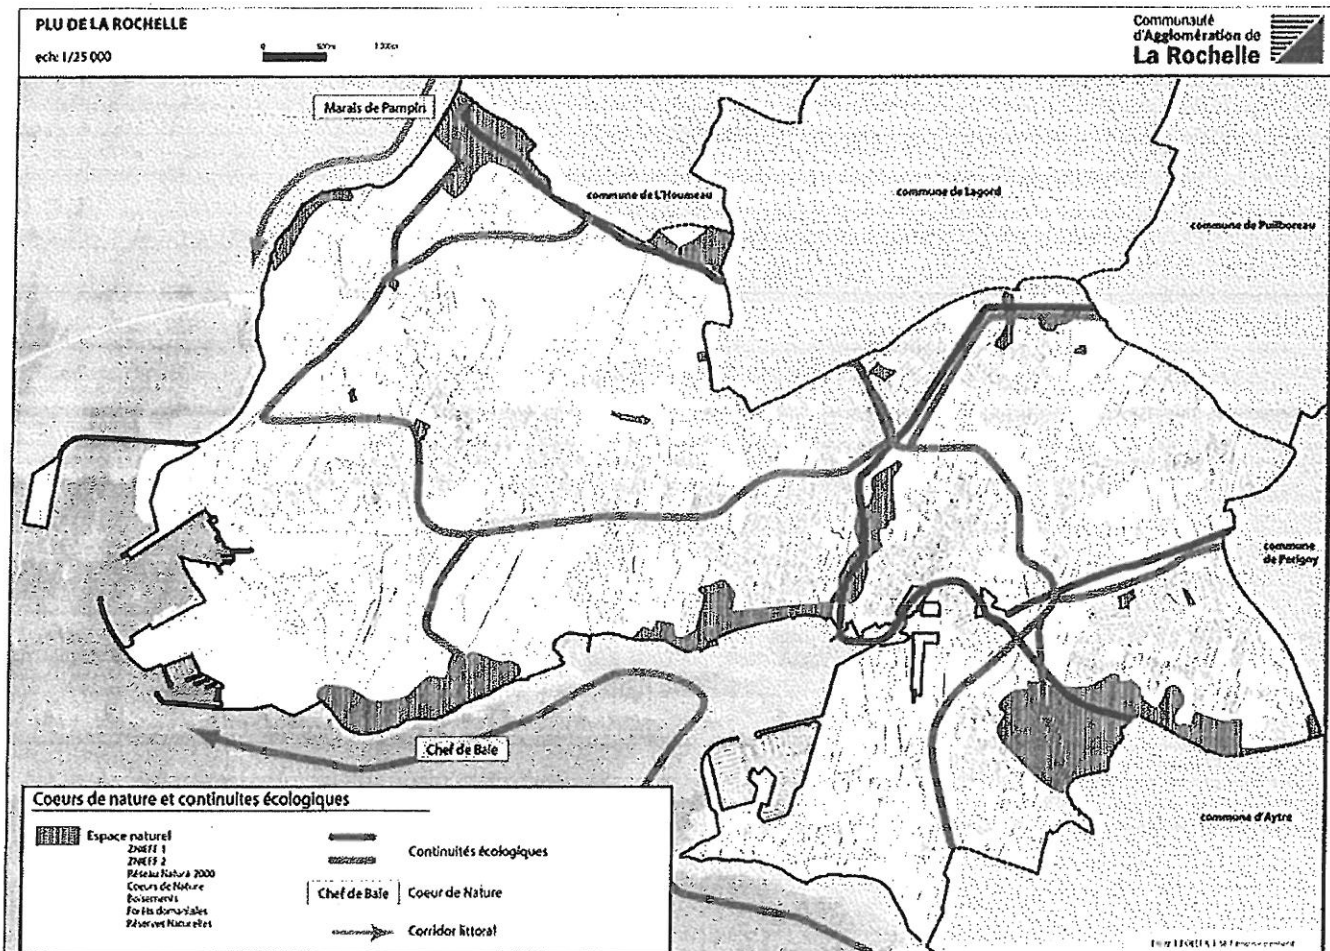 PLU DE LA ROCHELLE
ech: 1/25 000
0
Communauté
d'Agglomération de
La Rochelle
Marais de Pampin
commune de L'Houmeau
commune de Lagord
commune de Puilboreau
commune
de Perigny
Chef de Baie
commune d'Aytre
Coeurs de nature et continuites écologiques
Espace naturel
ZNIEFF 1
ZNIEFF 2
Réseau Natura 2000
Coeurs de Nature
Boisements
Forêts domaniales
Réserves Naturelles
Continuités écologiques
Chef de Baie
Coeur de Nature
Corridor littoral